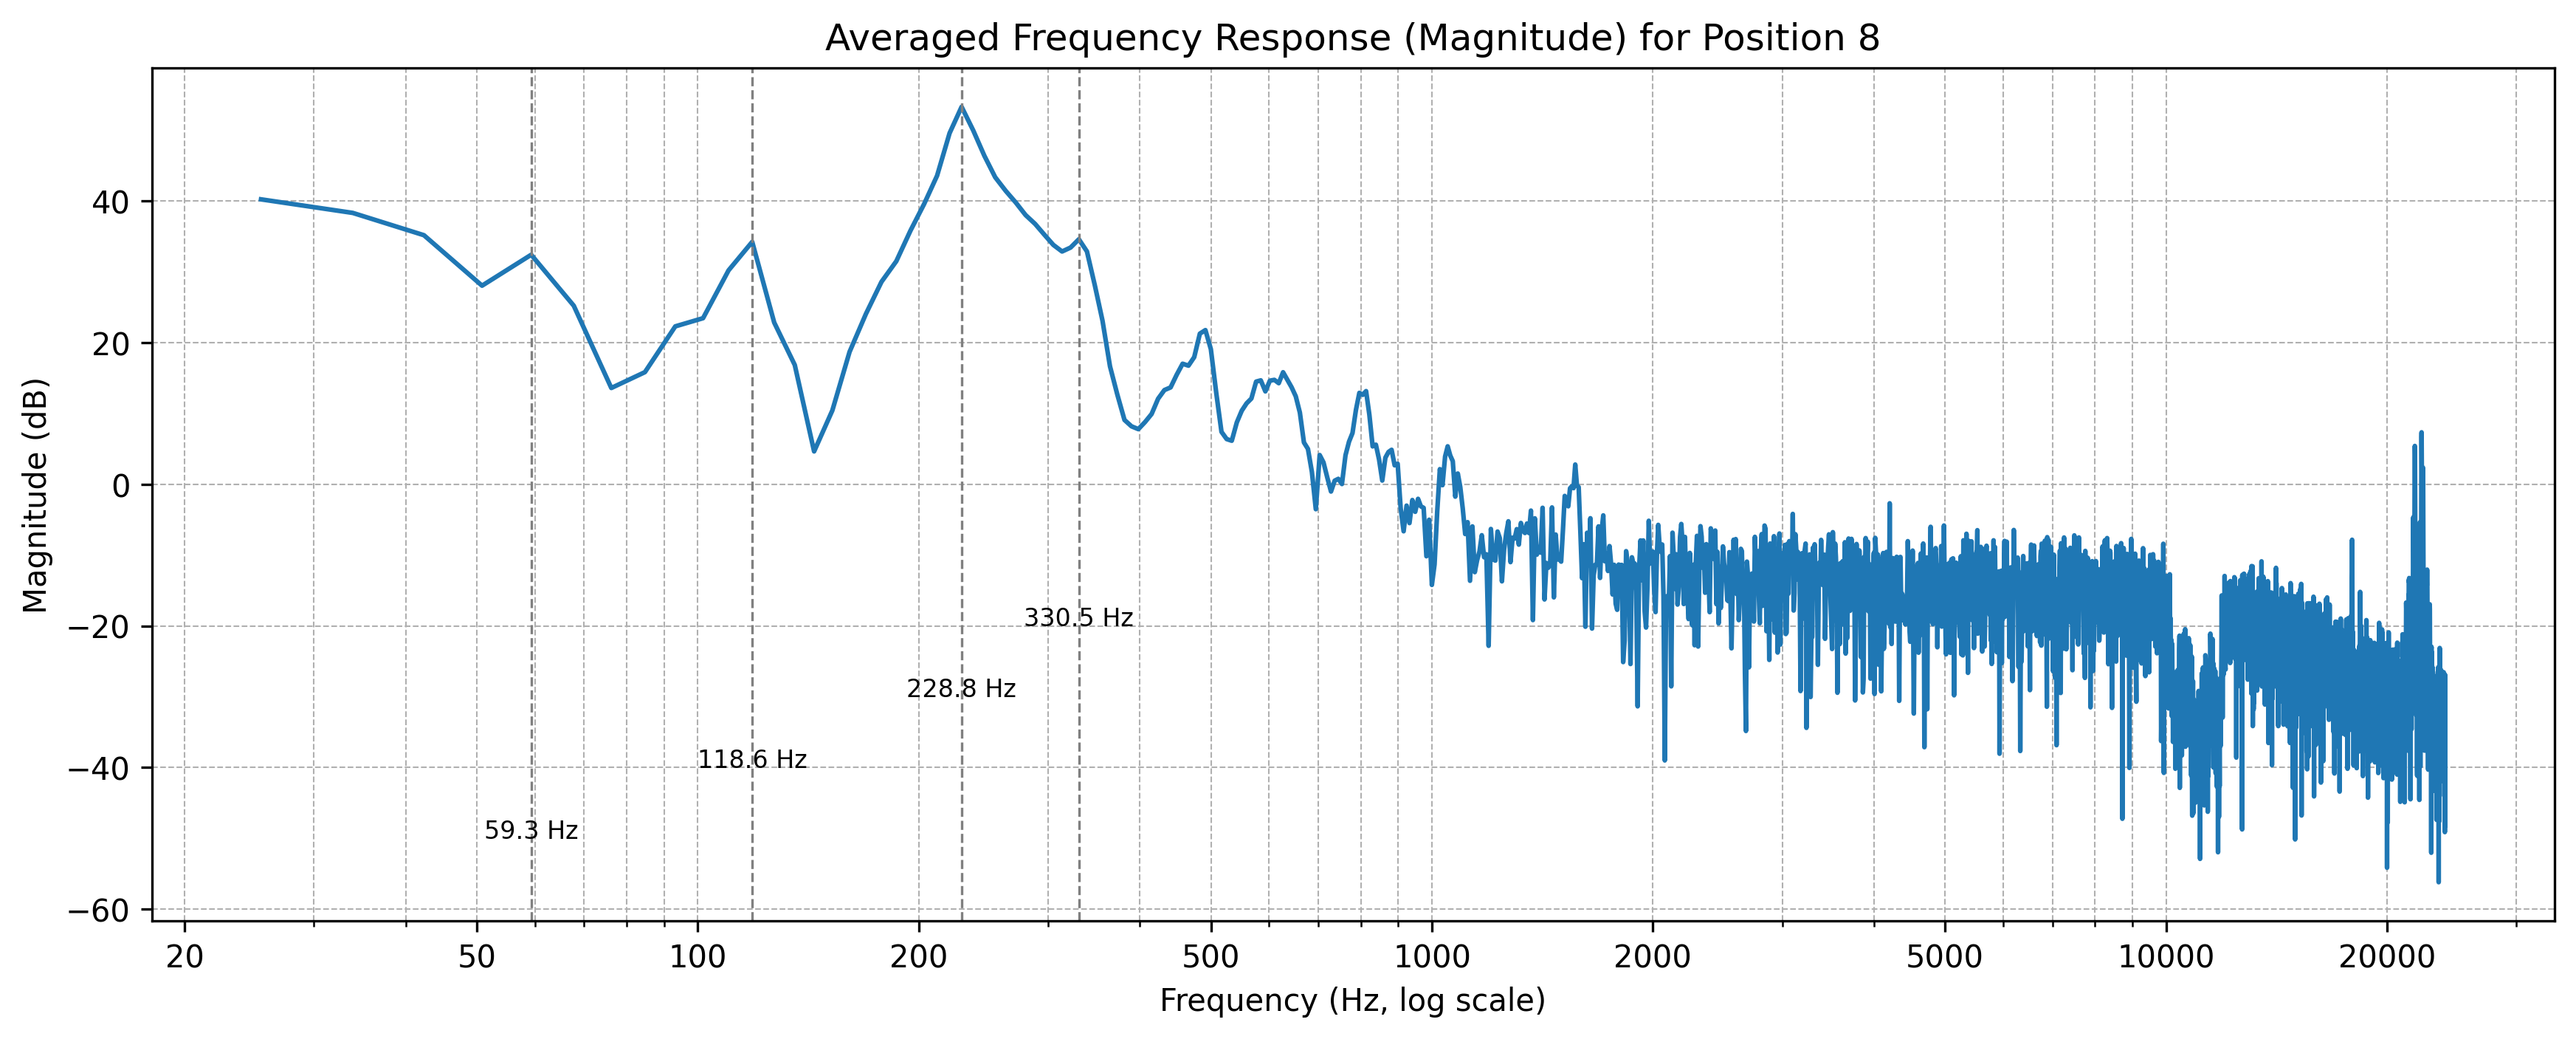 Averaged Frequency Response (Magnitude) for Position 8
Magnitude (dB)
40
20
0
−20
−40
−60
330.5 Hz
228.8 Hz
118.6 Hz
59.3 Hz
20 50 100 200 500 1000 2000 5000 10000 20000
Frequency (Hz, log scale)